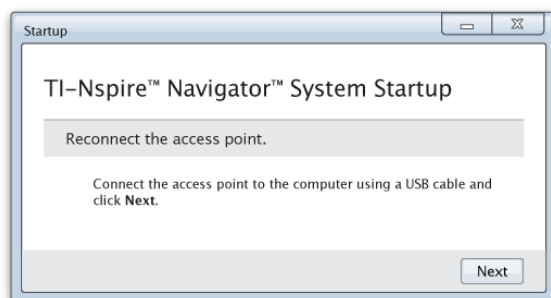 Startup
TI-Nspire™ Navigator™ System Startup
Reconnect the access point.
Connect the access point to the computer using a USB cable and
click Next.
Next